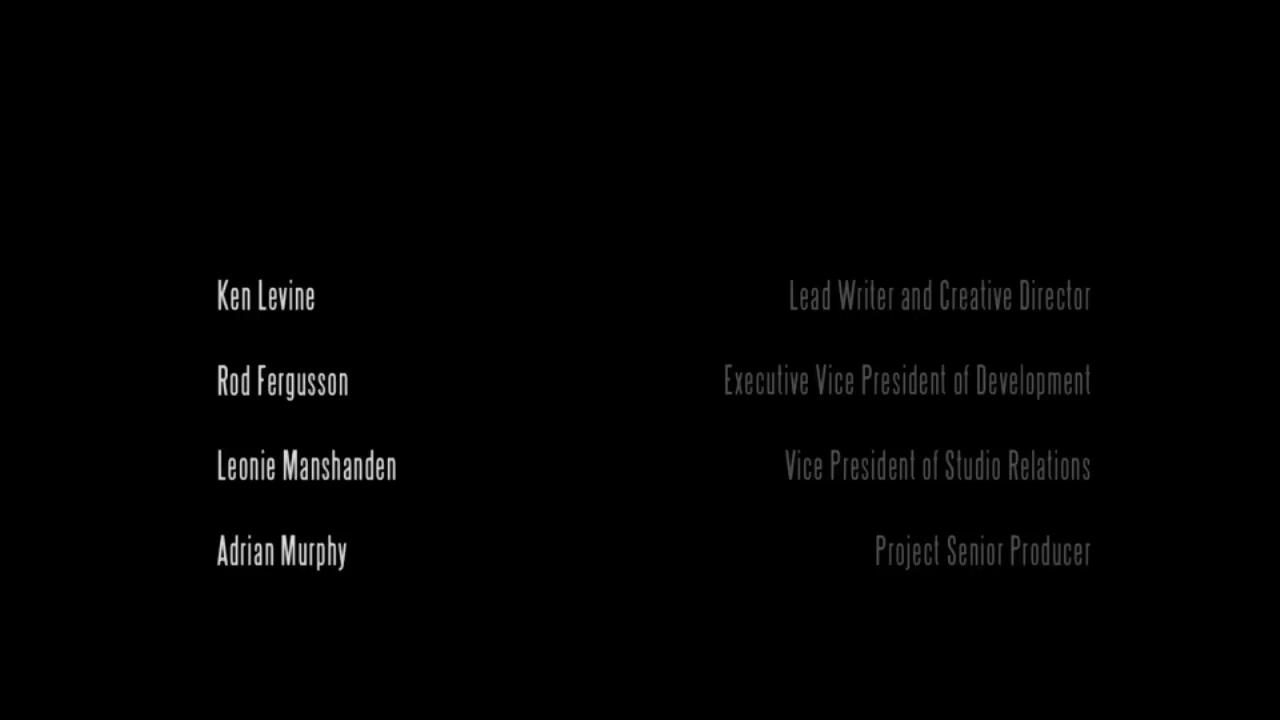 Ken Levine Lead Writer and Creative Director
Rod Fergusson Executive Vice President of Development
Leonie Manshanden Vice President of Studio Relations
Adrian Murphy Project Senior Producer